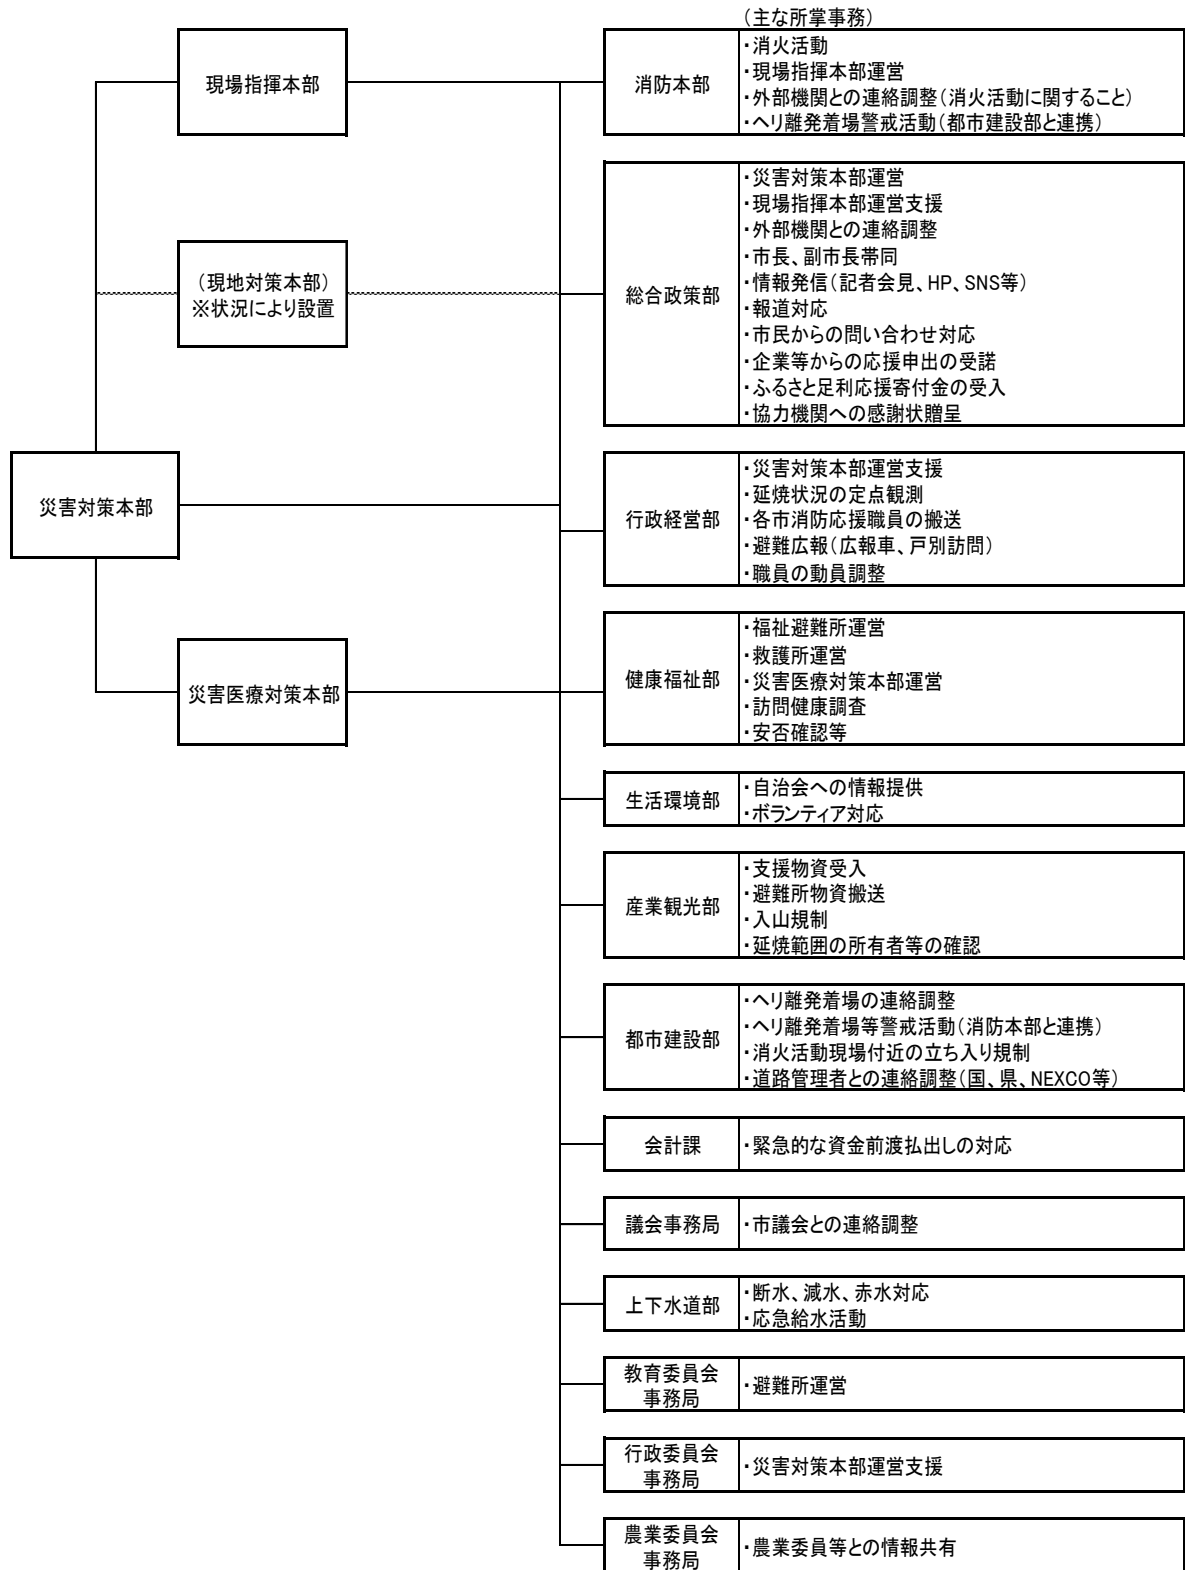 （主な所掌事務）
現場指揮本部
消防本部
・消火活動
・現場指揮本部運営
・外部機関との連絡調整（消火活動に関すること）
・ヘリ離発着場警戒活動（都市建設部と連携）
（現地対策本部）
※状況により設置
総合政策部
・災害対策本部運営
・現場指揮本部運営支援
・外部機関との連絡調整
・市長、副市長帯同
・情報発信（記者会見、HP、SNS等）
・報道対応
・市民からの問い合わせ対応
・企業等からの応援申出の受諾
・ふるさと足利応援寄付金の受入
・協力機関への感謝状贈呈
災害対策本部
行政経営部
・災害対策本部運営支援
・延焼状況の定点観測
・各市消防応援職員の搬送
・避難広報（広報車、戸別訪問）
・職員の動員調整
災害医療対策本部
健康福祉部
・福祉避難所運営
・救護所運営
・災害医療対策本部運営
・訪問健康調査
・安否確認等
生活環境部
・自治会への情報提供
・ボランティア対応
産業観光部
・支援物資受入
・避難所物資搬送
・入山規制
・延焼範囲の所有者等の確認
都市建設部
・ヘリ離発着場の連絡調整
・ヘリ離発着場等警戒活動（消防本部と連携）
・消火活動現場付近の立ち入り規制
・道路管理者との連絡調整（国、県、NEXCO等）
会計課
・緊急的な資金前渡払出しの対応
議会事務局
・市議会との連絡調整
上下水道部
・断水、減水、赤水対応
・応急給水活動
教育委員会
事務局
・避難所運営
行政委員会
事務局
・災害対策本部運営支援
農業委員会
事務局
・農業委員等との情報共有